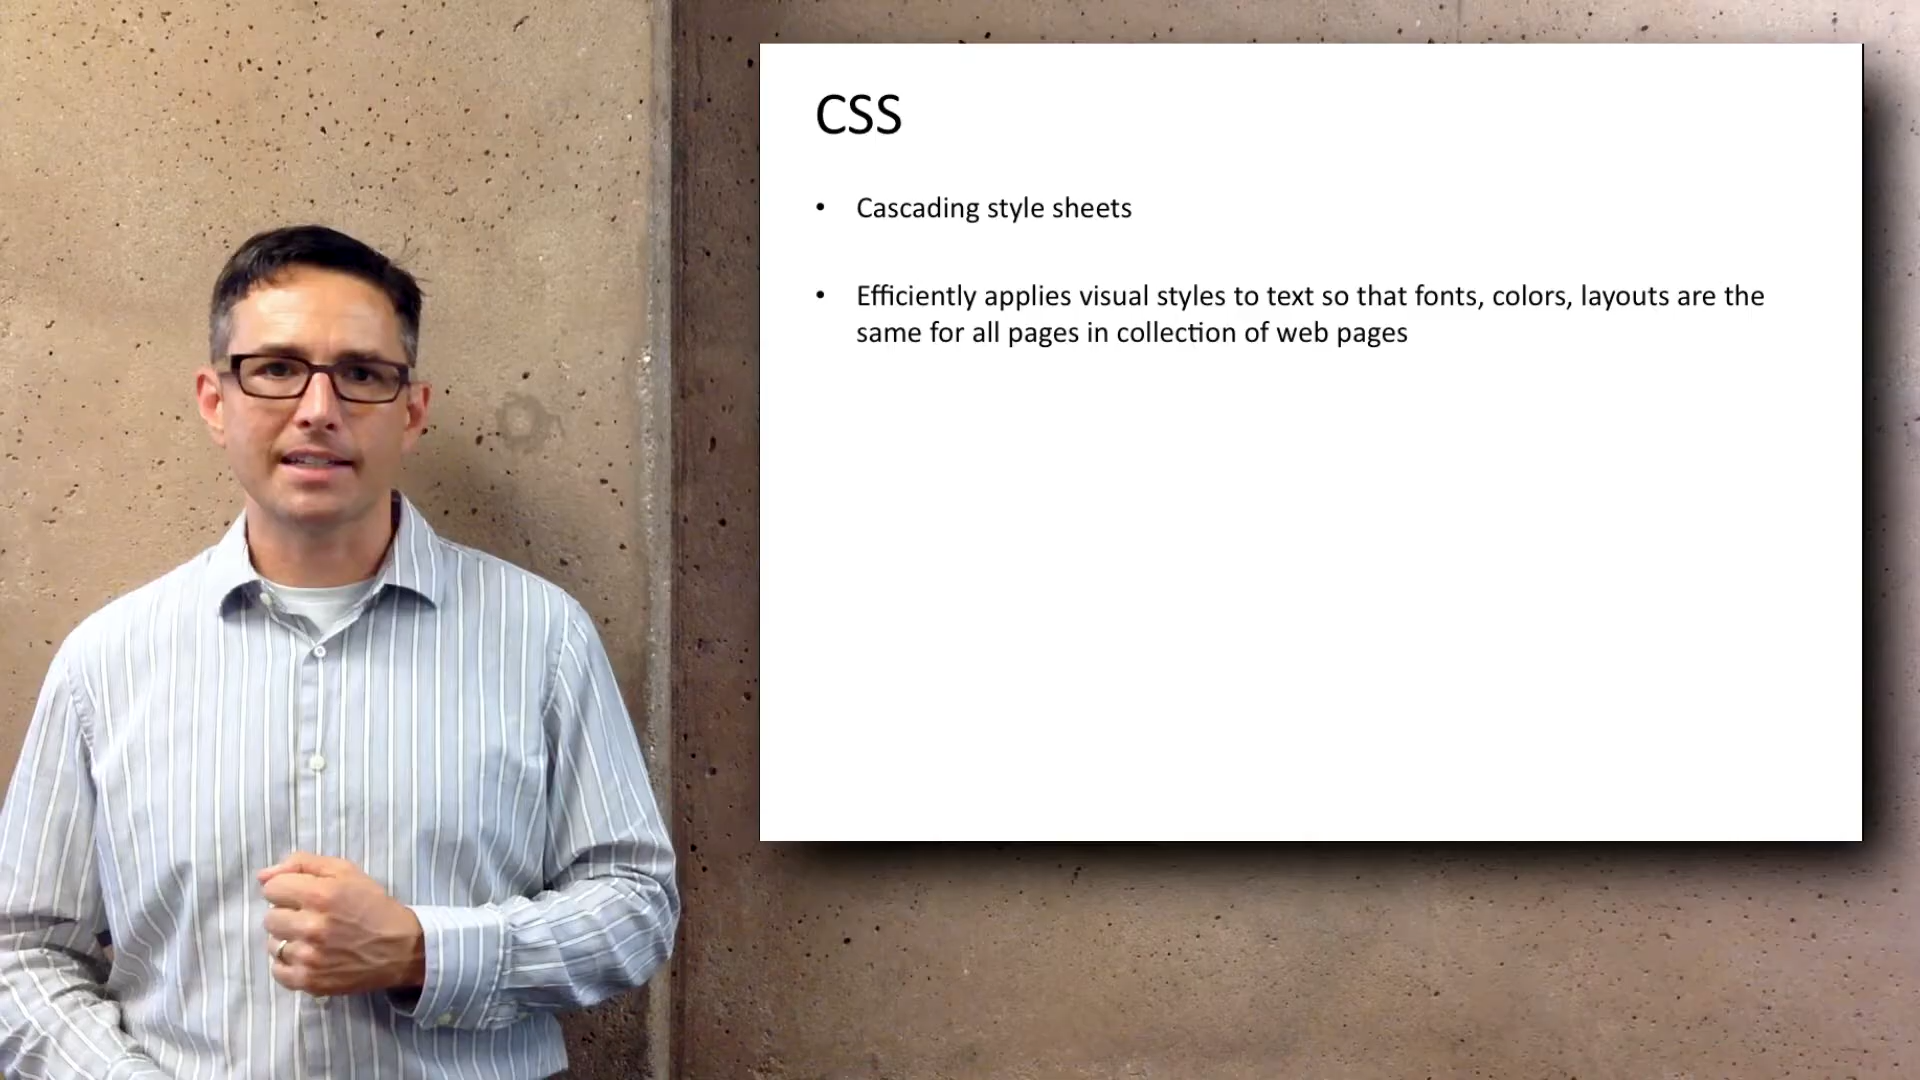 CSS
• Cascading style sheets
• Efficiently applies visual styles to text so that fonts, colors, layouts are the
same for all pages in collection of web pages